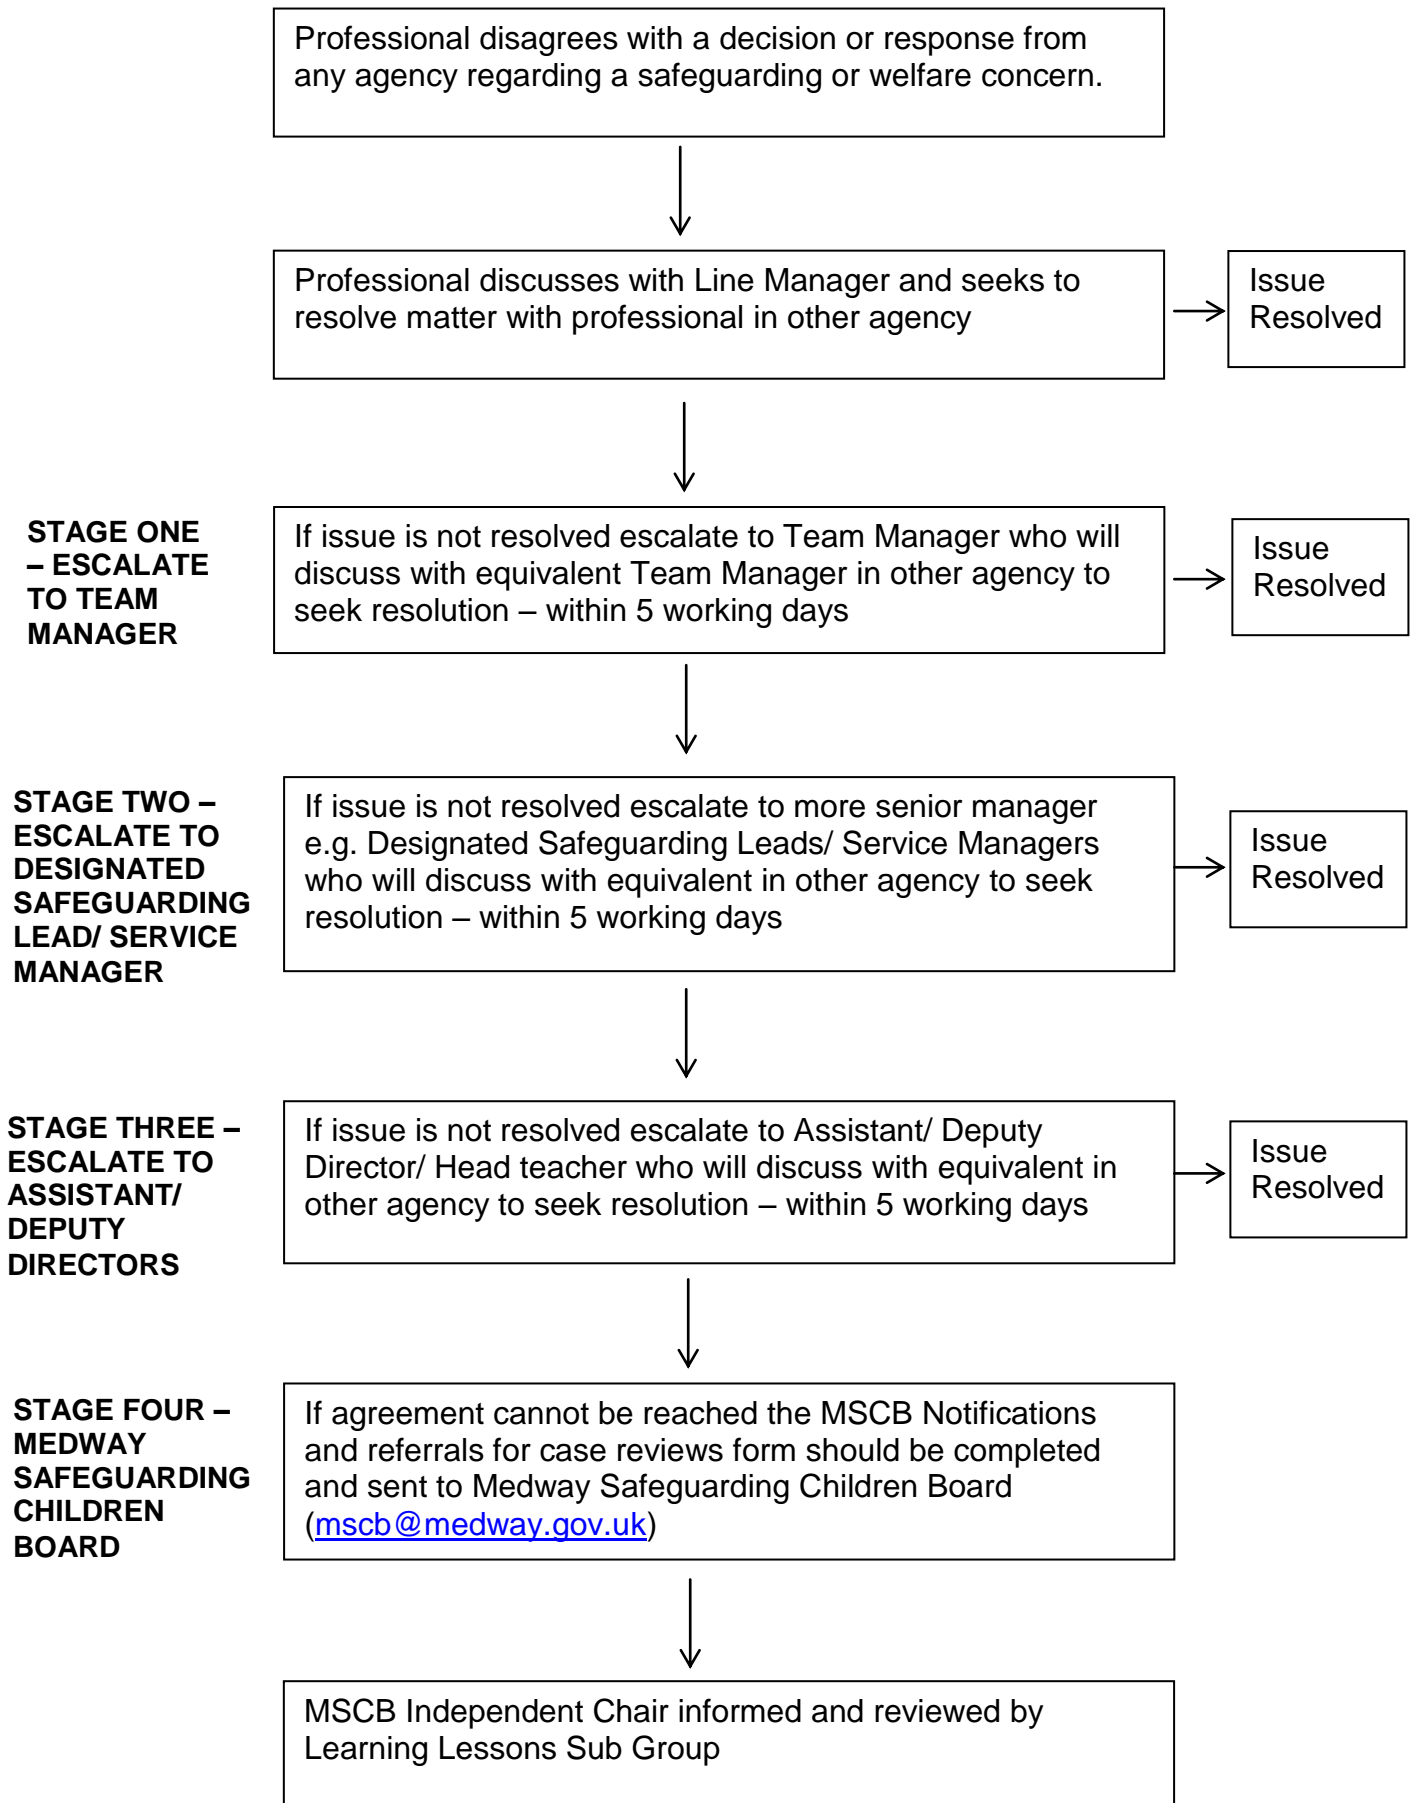 Professional disagrees with a decision or response from
any agency regarding a safeguarding or welfare concern.
Professional discusses with Line Manager and seeks to
resolve matter with professional in other agency
Issue
Resolved
STAGE ONE
– ESCALATE
TO TEAM
MANAGER
If issue is not resolved escalate to Team Manager who will
discuss with equivalent Team Manager in other agency to
seek resolution – within 5 working days
Issue
Resolved
STAGE TWO –
ESCALATE TO
DESIGNATED
SAFEGUARDING
LEAD/ SERVICE
MANAGER
If issue is not resolved escalate to more senior manager
e.g. Designated Safeguarding Leads/ Service Managers
who will discuss with equivalent in other agency to seek
resolution – within 5 working days
Issue
Resolved
STAGE THREE –
ESCALATE TO
ASSISTANT/
DEPUTY
DIRECTORS
If issue is not resolved escalate to Assistant/ Deputy
Director/ Head teacher who will discuss with equivalent in
other agency to seek resolution – within 5 working days
Issue
Resolved
STAGE FOUR –
MEDWAY
SAFEGUARDING
CHILDREN
BOARD
If agreement cannot be reached the MSCB Notifications
and referrals for case reviews form should be completed
and sent to Medway Safeguarding Children Board
(mscb@medway.gov.uk)
MSCB Independent Chair informed and reviewed by
Learning Lessons Sub Group